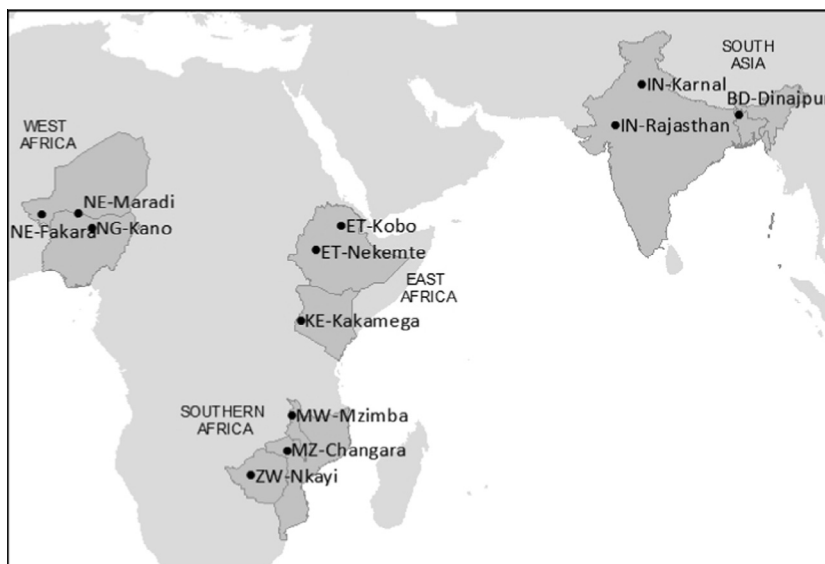 SOUTH
ASIA
IN-Karnal
BD-Dinajpur
IN-Rajasthan
WEST
AFRICA
NE-Maradi
NE-Fakara
NG-Kano
ET-Kobo
ET-Nekemte
EAST
AFRICA
KE-Kakamega
SOUTHERN
AFRICA
MW-Mzimba
MZ-Changara
ZW-Nkayi